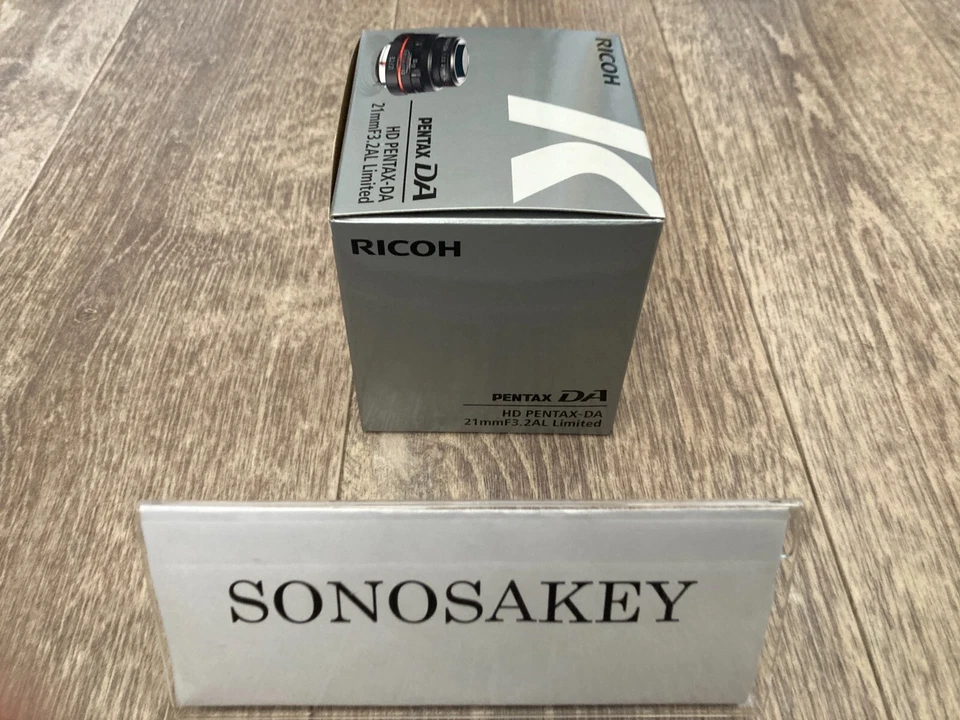 RICOH
PENTAX DA
HD PENTAX-DA
21mmF3.2AL Limited
RICOH
PENTAX DA
HD PENTAX-DA
21mmF3.2AL Limited
SONOSAKEY